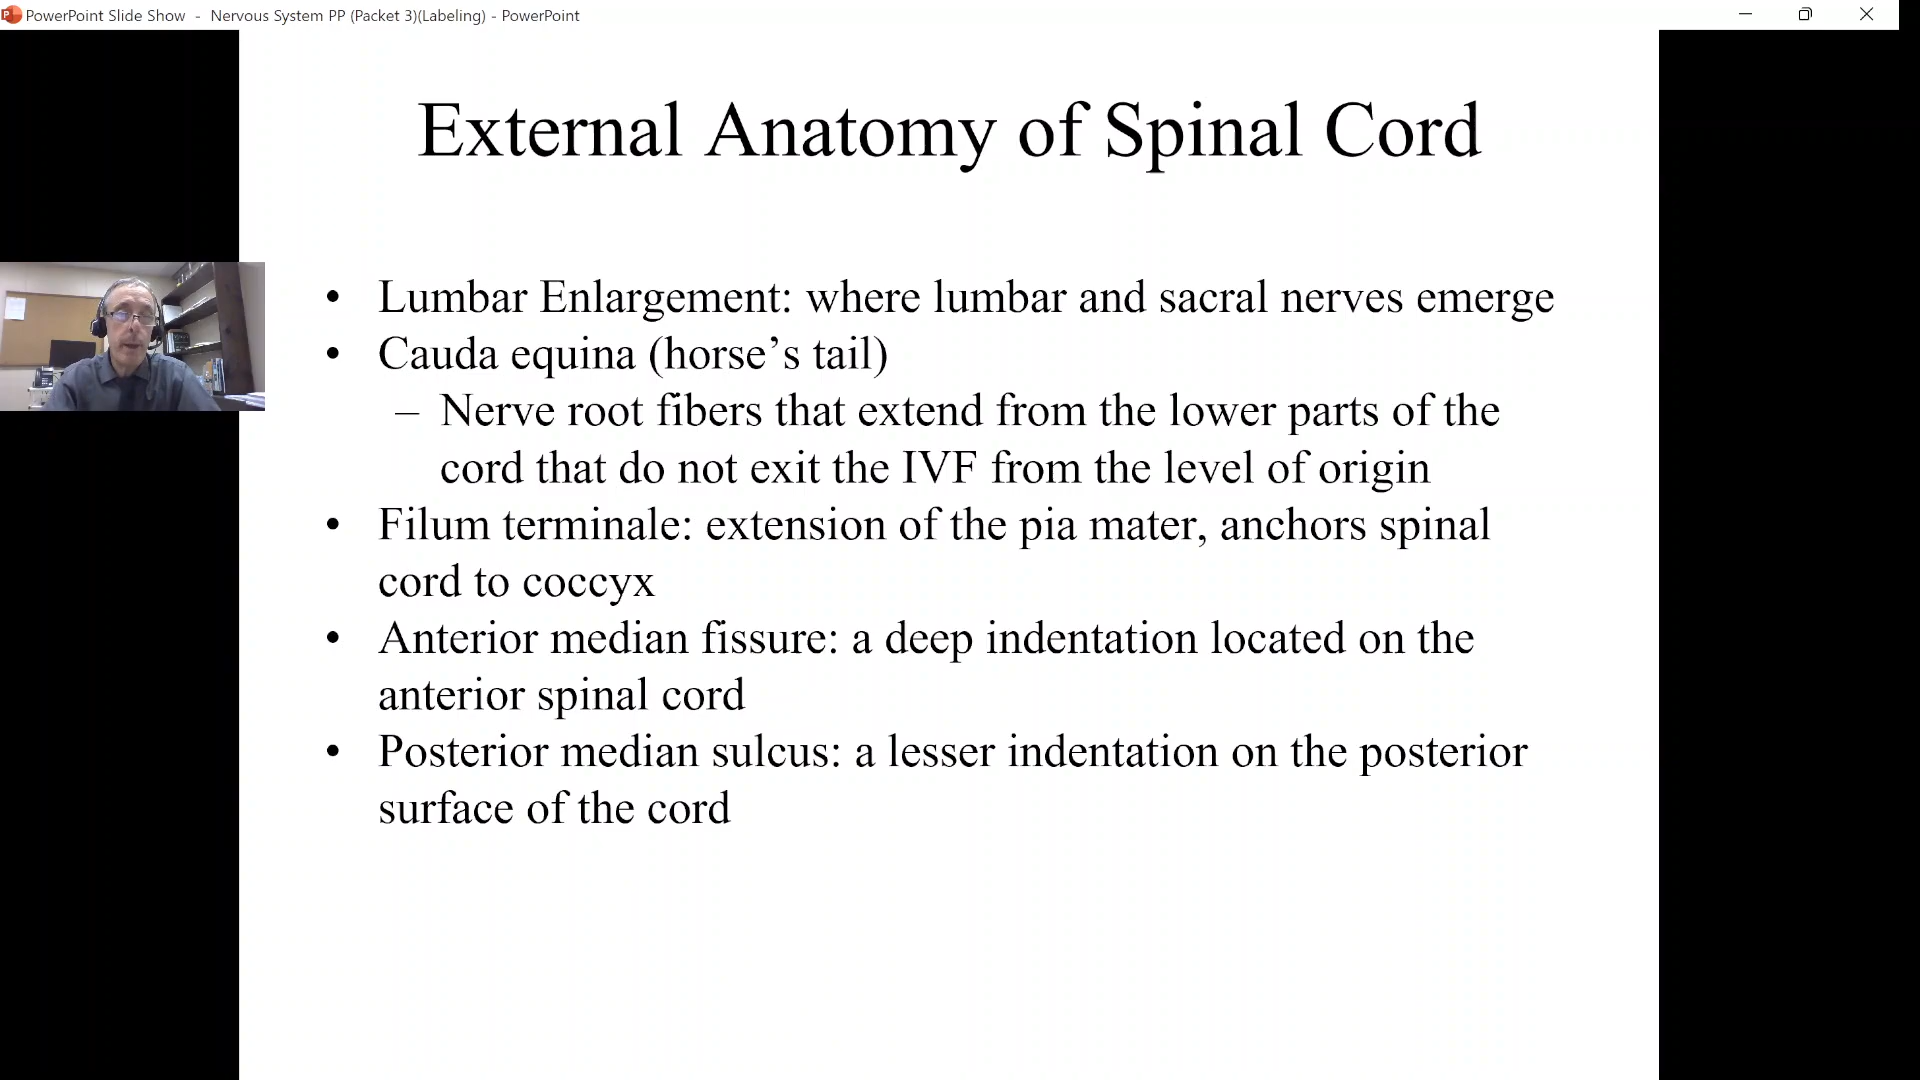 PowerPoint Slide Show - Nervous System PP (Packet 3)(Labeling) - PowerPoint
External Anatomy of Spinal Cord
• Lumbar Enlargement: where lumbar and sacral nerves emerge
• Cauda equina (horse’s tail)
– Nerve root fibers that extend from the lower parts of the
cord that do not exit the IVF from the level of origin
• Filum terminale: extension of the pia mater, anchors spinal
cord to coccyx
• Anterior median fissure: a deep indentation located on the
anterior spinal cord
• Posterior median sulcus: a lesser indentation on the posterior
surface of the cord